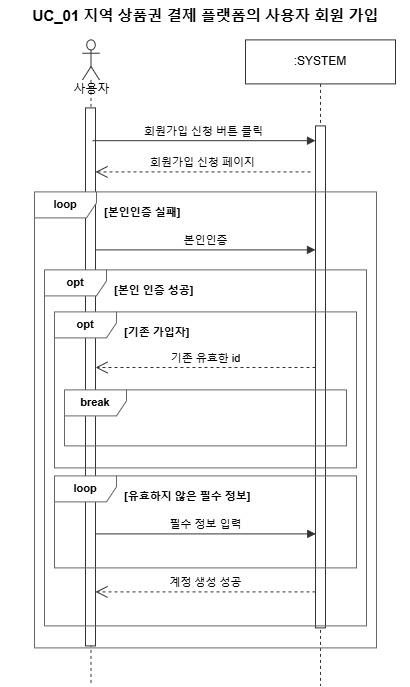 UC_01 지역 상품권 결제 플랫폼의 사용자 회원 가입
사용자
:SYSTEM
회원가입 신청 버튼 클릭
회원가입 신청 페이지
loop
[본인인증 실패]
본인인증
opt
[본인 인증 성공]
opt
[기존 가입자]
기존 유효한 id
break
loop
[유효하지 않은 필수 정보]
필수 정보 입력
계정 생성 성공